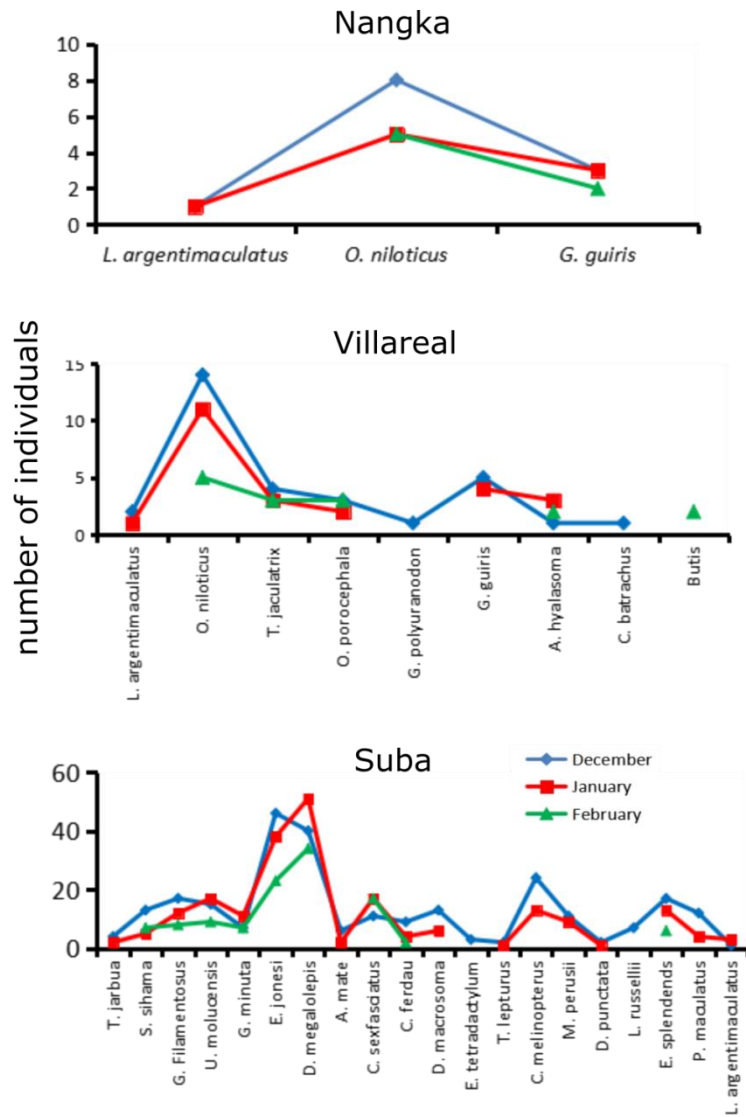 Nangka
10
8
6
4
2
0
L. argentimaculatus O. niloticus G. guiris
number of individuals
Villareal
15
10
5
0
L. argentimaculatus
O. niloticus
T. jaculatrix
O. porocephala
G. polyuranodon
G. guiris
A. hyalasoma
C. batrachus
Butis
Suba
December
January
February
60
40
20
0
T. jarbua
S. sihama
G. Filamentosus
U. molucensis
G. minuta
E. jonesi
D. megalolepis
A. mate
C. sexfasciatus
C. ferdau
D. macrosoma
E. tetradactylum
T. lepturus
C. melinopterus
M. perusii
D. punctata
L. russellii
E. splendends
P. maculatus
L. argentimaculatus